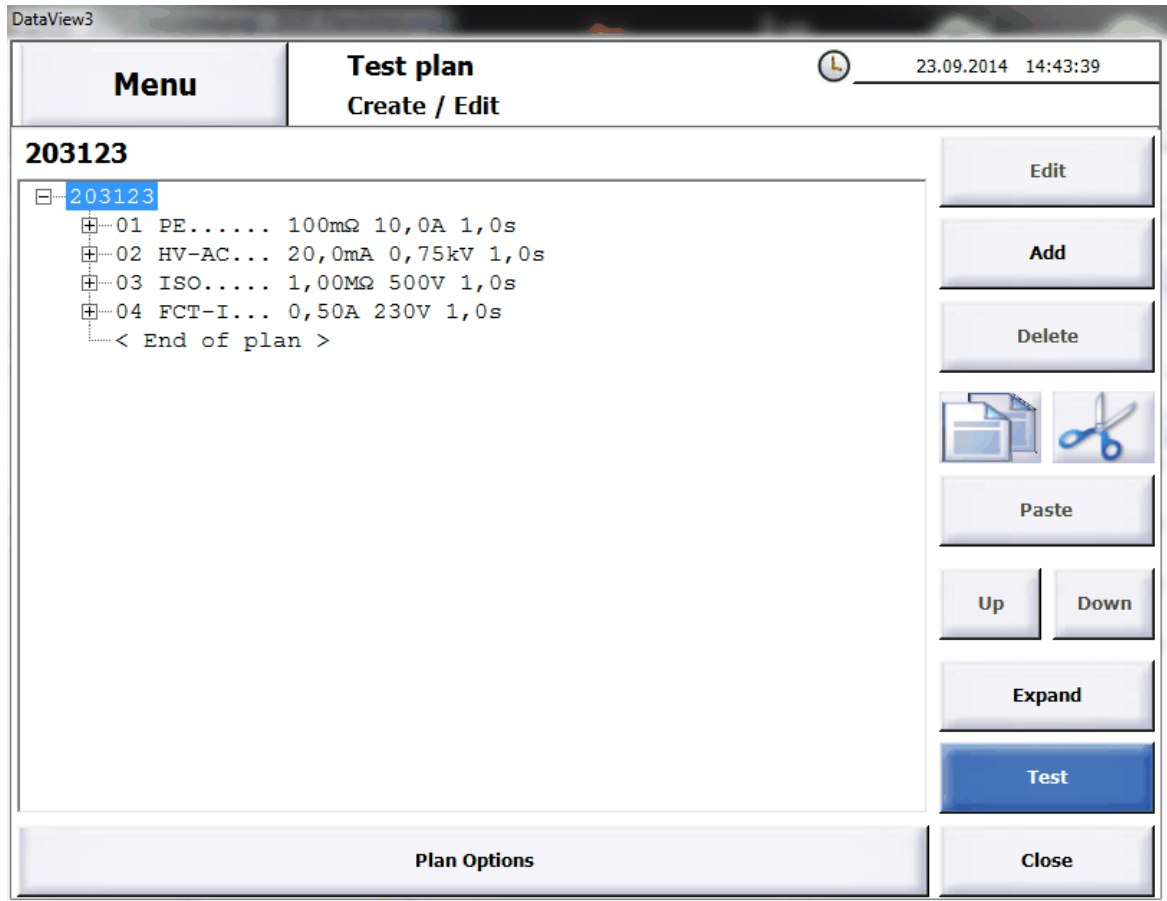 DataView3
Menu
Test plan
Create / Edit
23.09.2014 14:43:39
203123
203123
01 PE...... 100mΩ 10,0A 1,0s
02 HV-AC... 20,0mA 0,75kV 1,0s
03 ISO..... 1,00MΩ 500V 1,0s
04 FCT-I... 0,50A 230V 1,0s
< End of plan >
Edit
Add
Delete
Paste
Up Down
Expand
Test
Plan Options
Close